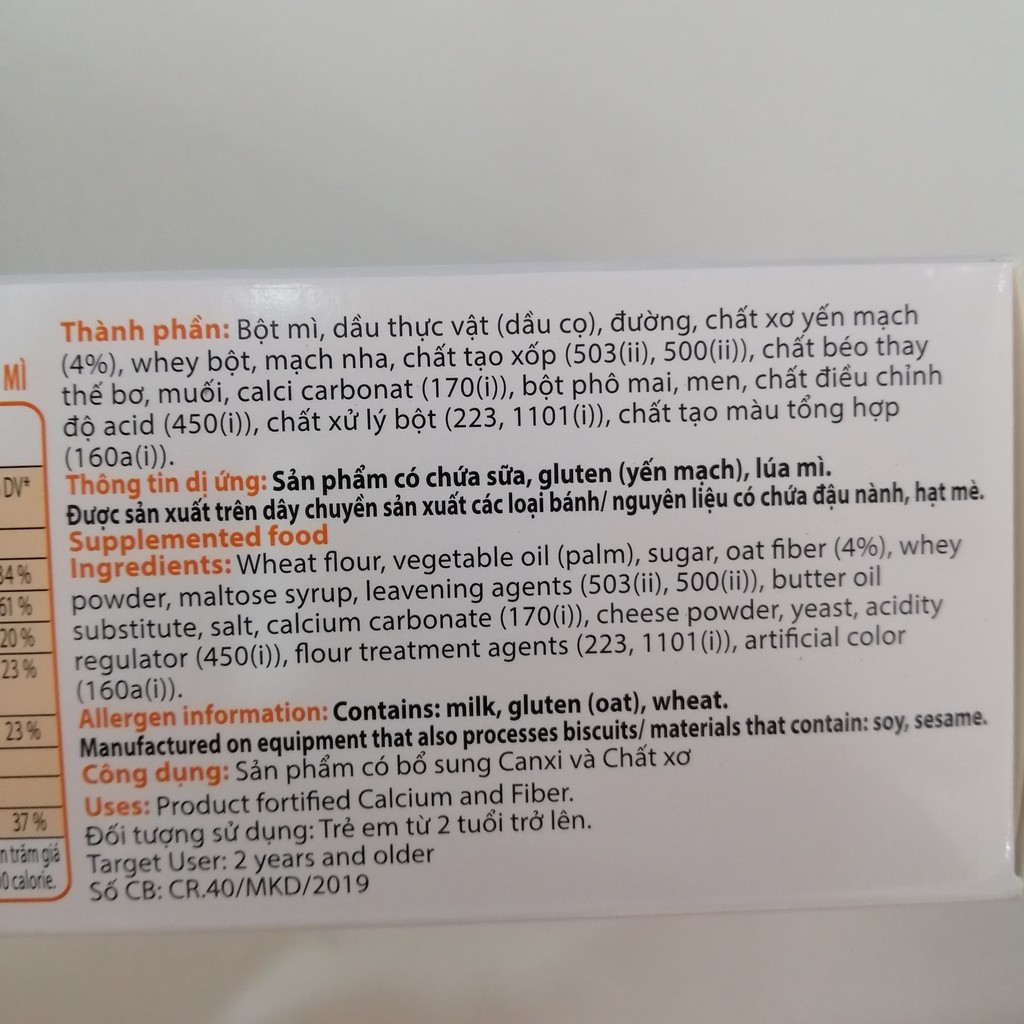 MÌ
DV*
34%
61%
20%
23%
23%
37%
n trăm giá
0 calorie.
Thành phần: Bột mì, dầu thực vật (dầu cọ), đường, chất xơ yến mạch
(4%), whey bột, mạch nha, chất tạo xốp (503(ii), 500(ii)), chất béo thay
thế bơ, muối, calci carbonat (170(i)), bột phô mai, men, chất điều chỉnh
độ acid (450(i)), chất xử lý bột (223, 1101(i)), chất tạo màu tổng hợp
(160a(i)).
Thông tin dị ứng: Sản phẩm có chứa sữa, gluten (yến mạch), lúa mì.
Được sản xuất trên dây chuyền sản xuất các loại bánh/ nguyên liệu có chứa đậu nành, hạt mè.
Supplemented food
Ingredients: Wheat flour, vegetable oil (palm), sugar, oat fiber (4%), whey
powder, maltose syrup, leavening agents (503(ii), 500(ii)), butter oil
substitute, salt, calcium carbonate (170(i)), cheese powder, yeast, acidity
regulator (450(i)), flour treatment agents (223, 1101(i)), artificial color
(160a(i)).
Allergen information: Contains: milk, gluten (oat), wheat.
Manufactured on equipment that also processes biscuits/ materials that contain: soy, sesame.
Công dụng: Sản phẩm có bổ sung Canxi và Chất xơ
Uses: Product fortified Calcium and Fiber.
Đối tượng sử dụng: Trẻ em từ 2 tuổi trở lên.
Target User: 2 years and older
Số CB: CR.40/MKD/2019